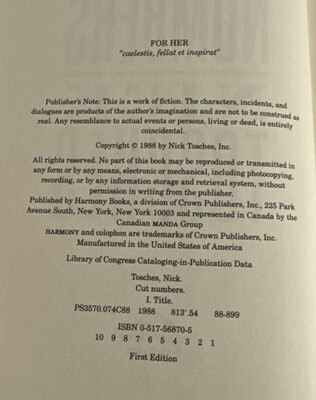 FOR HER
"caelestis, fellat et inspirat"
Publisher's Note: This is a work of fiction. The characters, incidents, and
dialogues are products of the author's imagination and are not to be construed as
real. Any resemblance to actual events or persons, living or dead, is entirely
coincidental.
Copyright © 1988 by Nick Tosches, Inc.
All rights reserved. No part of this book may be reproduced or transmitted in
any form or by any means, electronic or mechanical, including photocopying,
recording, or by any information storage and retrieval system, without
permission in writing from the publisher.
Published by Harmony Books, a division of Crown Publishers, Inc., 225 Park
Avenue South, New York, New York 10003 and represented in Canada by the
Canadian MANDA Group
HARMONY and colophon are trademarks of Crown Publishers, Inc.
Manufactured in the United States of America
Library of Congress Cataloging-in-Publication Data
Tosches, Nick.
Cut numbers.
I. Title.
PS3570.O74C88 1988 813'.54 88-899
ISBN 0-517-56870-5
10 9 8 7 6 5 4 3 2 1
First Edition